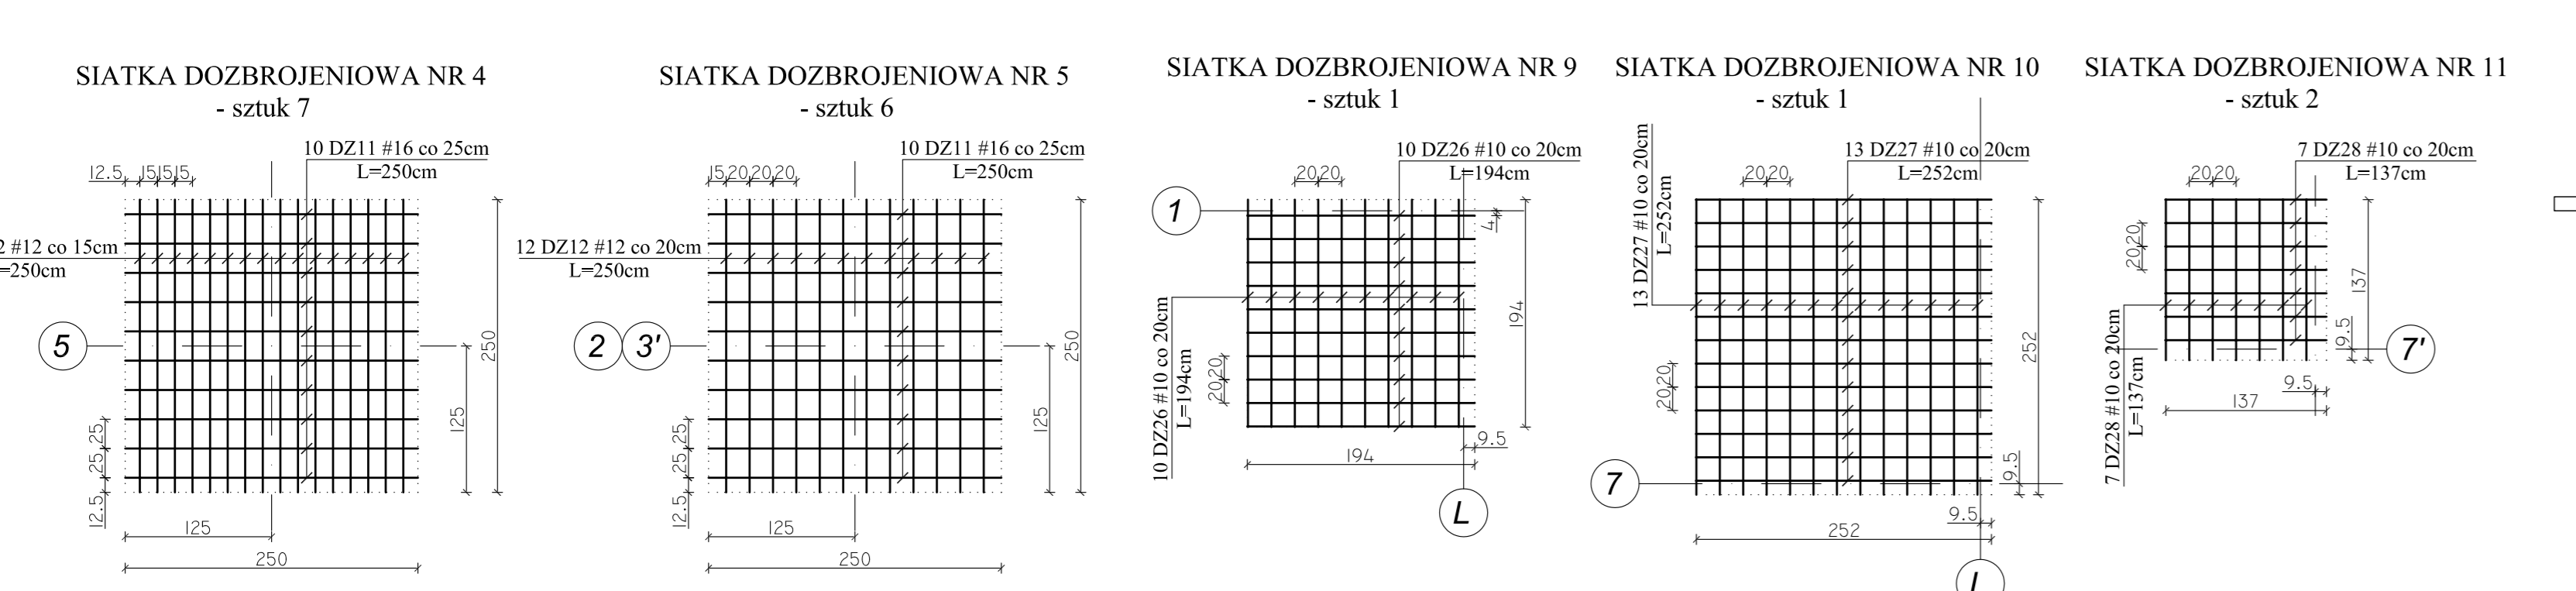 SIATKA DOZBROJENIOWA NR 4
- sztuk 7
10 DZ11 #16 co 25cm
L=250cm
12.5 15 15 15
2 #12 co 15cm
=250cm
5
250
125
25
25
12.5
125
250
SIATKA DOZBROJENIOWA NR 5
- sztuk 6
10 DZ11 #16 co 25cm
L=250cm
15 20 20 20
12 DZ12 #12 co 20cm
L=250cm
2 3'
250
125
25
25
12.5
125
250
SIATKA DOZBROJENIOWA NR 9
- sztuk 1
10 DZ26 #10 co 20cm
L=194cm
20 20
1
4
194
10 DZ26 #10 co 20cm
L=194cm
20 20
9.5
194
L
SIATKA DOZBROJENIOWA NR 10
- sztuk 1
13 DZ27 #10 co 20cm
L=252cm
13 DZ27 #10 co 20cm
L=252cm
20 20
252
20 20
7
9.5
9.5
252
L
SIATKA DOZBROJENIOWA NR 11
- sztuk 2
7 DZ28 #10 co 20cm
L=137cm
20 20
20 20
137
7 DZ28 #10 co 20cm
L=137cm
9.5
7'
9.5
137